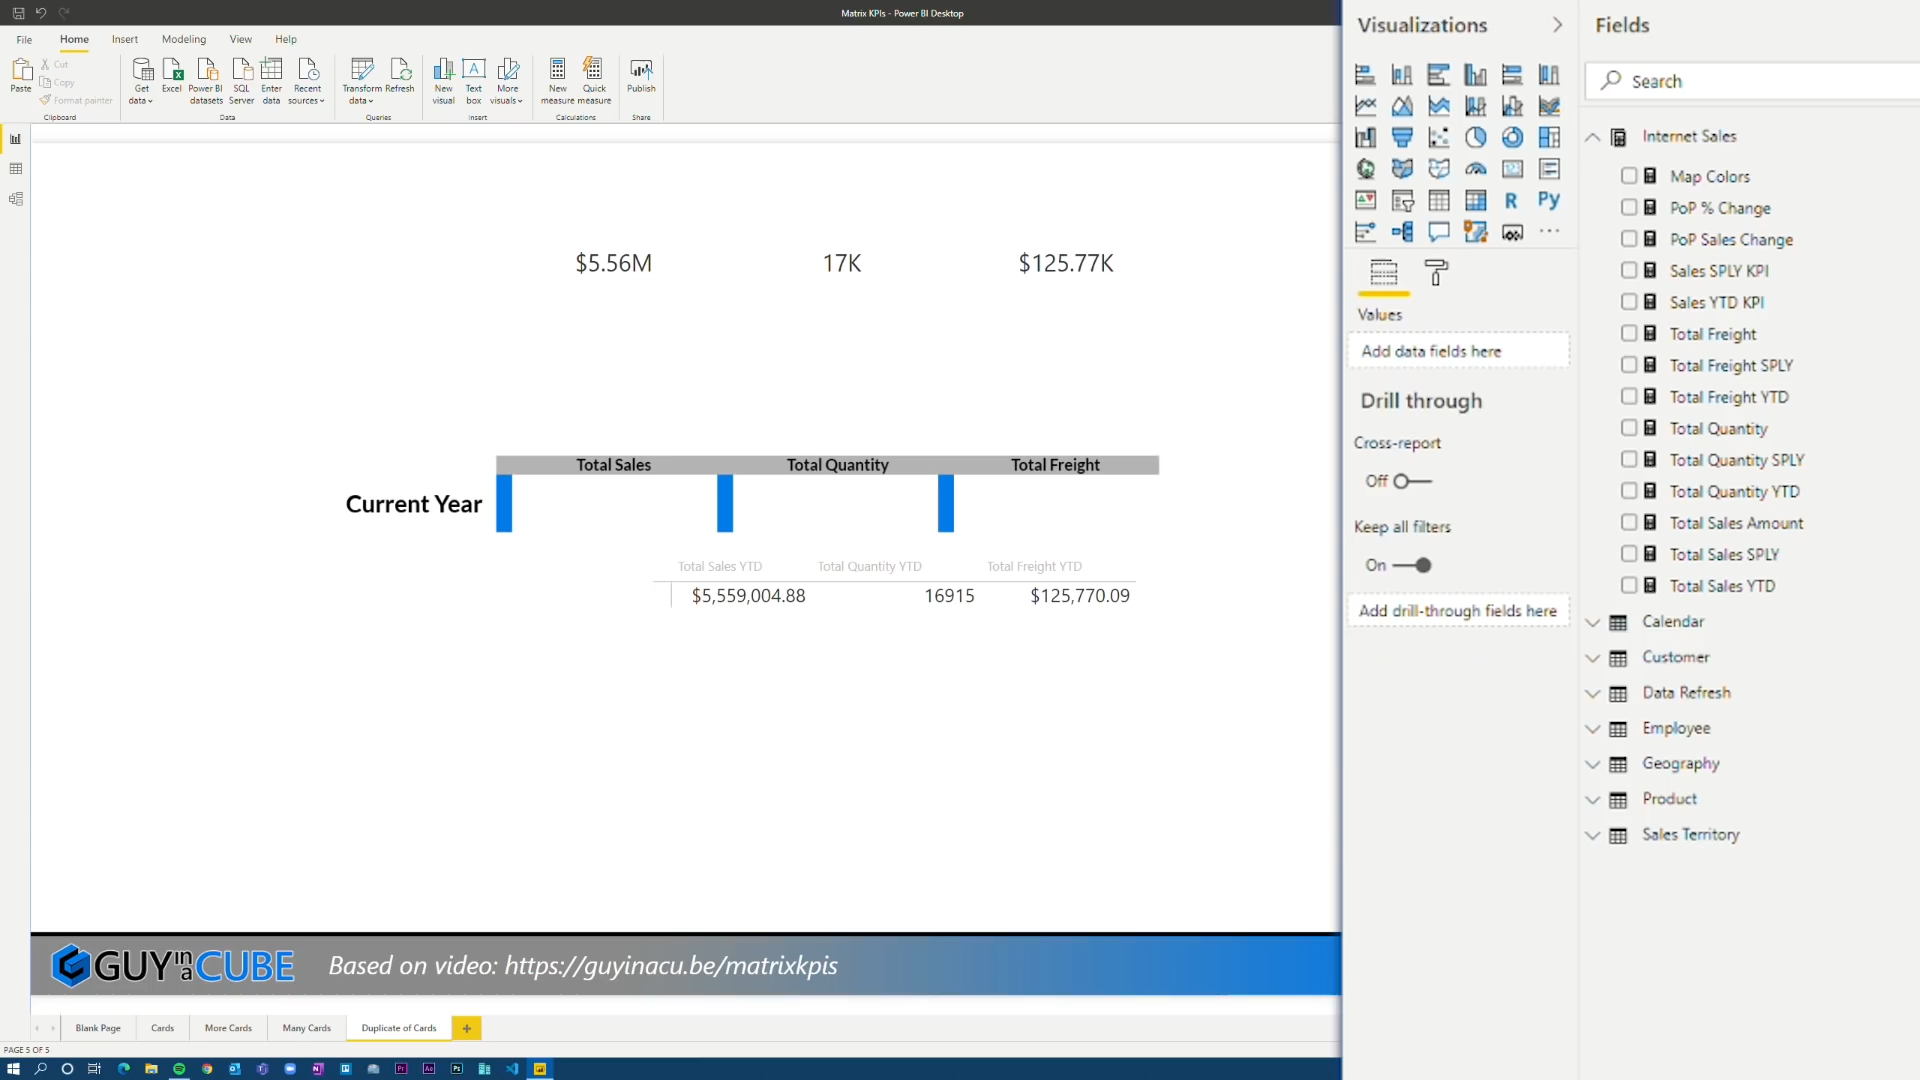 Matrix KPIs - Power BI Desktop
File Home Insert Modeling View Help
Paste
Cut
Copy
Format painter
Clipboard
Get data
Excel
Power BI datasets
SQL Server
Enter data
Recent sources
Data
Transform data
Refresh
Queries
New visual
Text box
More visuals
Insert
New measure
Quick measure
Calculations
Publish
Share
$5.56M 17K $125.77K
Total Sales Total Quantity Total Freight
Current Year
Total Sales YTD Total Quantity YTD Total Freight YTD
$5,559,004.88 16915 $125,770.09
GUY in a CUBE
Based on video: https://guyinacu.be/matrixkpis
Blank Page Cards More Cards Many Cards Duplicate of Cards +
PAGE 5 OF 5
Visualizations
R Py
Values
Add data fields here
Drill through
Cross-report
Off
Keep all filters
On
Add drill-through fields here
Fields
Search
Internet Sales
Map Colors
PoP % Change
PoP Sales Change
Sales SPLY KPI
Sales YTD KPI
Total Freight
Total Freight SPLY
Total Freight YTD
Total Quantity
Total Quantity SPLY
Total Quantity YTD
Total Sales Amount
Total Sales SPLY
Total Sales YTD
Calendar
Customer
Data Refresh
Employee
Geography
Product
Sales Territory